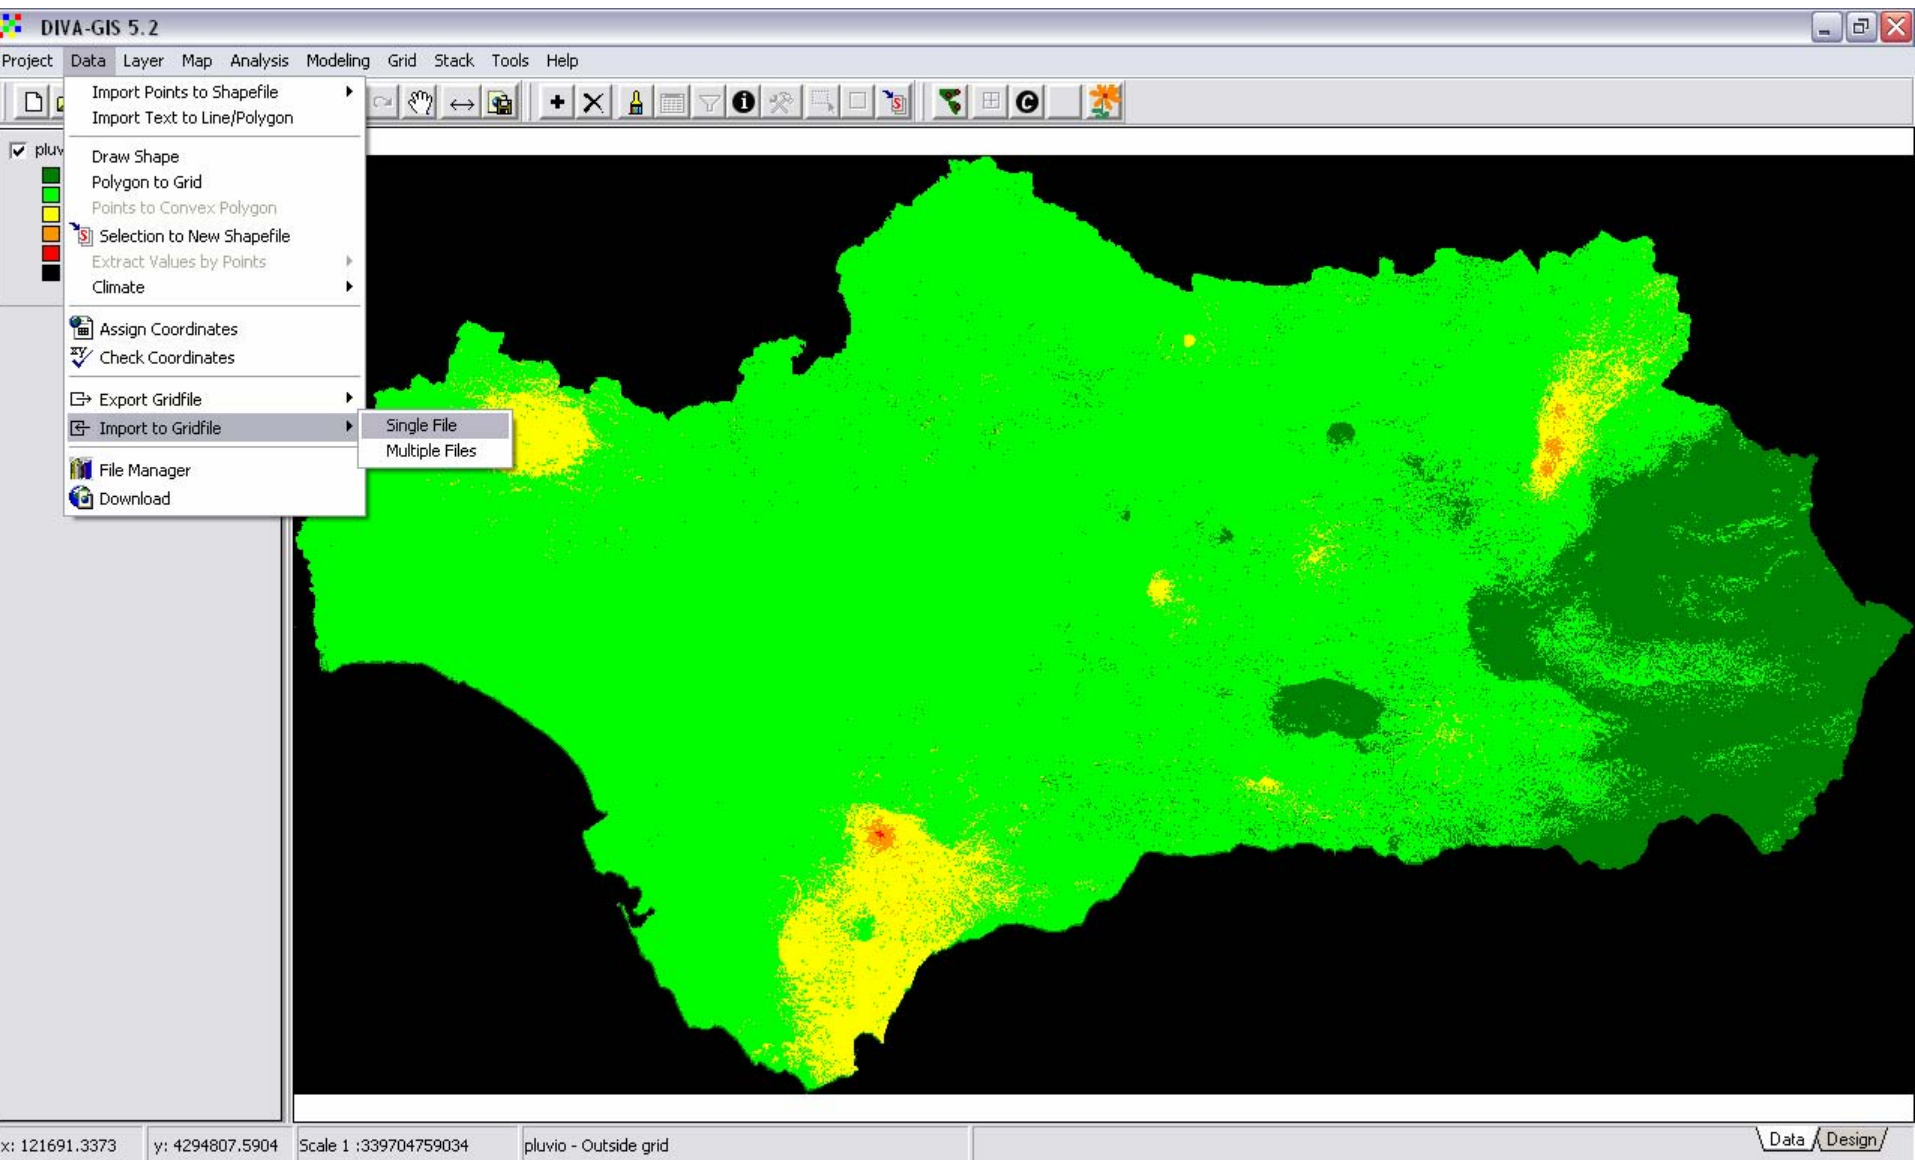 DIVA-GIS 5.2
Project Data Layer Map Analysis Modeling Grid Stack Tools Help
Import Points to Shapefile
Import Text to Line/Polygon
Draw Shape
Polygon to Grid
Points to Convex Polygon
Selection to New Shapefile
Extract Values by Points
Climate
Assign Coordinates
Check Coordinates
Export Gridfile
Import to Gridfile
File Manager
Download
Single File
Multiple Files
x: 121691.3373 y: 4294807.5904 Scale 1 :339704759034 pluvio - Outside grid Data Design